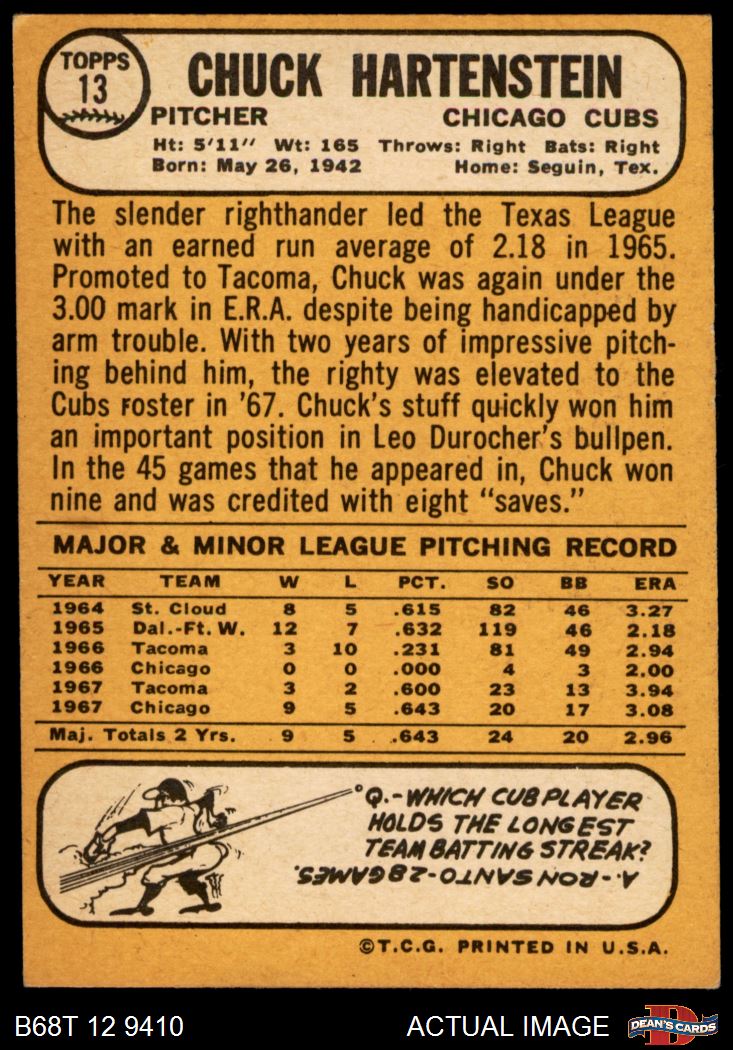 TOPPS
13
CHUCK HARTENSTEIN
PITCHER CHICAGO CUBS
Ht: 5'11" Wt: 165 Throws: Right Bats: Right
Born: May 26, 1942 Home: Seguin, Tex.
The slender righthander led the Texas League
with an earned run average of 2.18 in 1965.
Promoted to Tacoma, Chuck was again under the
3.00 mark in E.R.A. despite being handicapped by
arm trouble. With two years of impressive pitch-
ing behind him, the righty was elevated to the
Cubs Foster in '67. Chuck's stuff quickly won him
an important position in Leo Durocher's bullpen.
In the 45 games that he appeared in, Chuck won
nine and was credited with eight "saves."
MAJOR & MINOR LEAGUE PITCHING RECORD
YEAR TEAM W L PCT. SO BB ERA
1964 St. Cloud 8 5 .615 82 46 3.27
1965 Dal.-Ft. W. 12 7 .632 119 46 2.18
1966 Tacoma 3 10 .231 81 49 2.94
1966 Chicago 0 0 .000 4 3 2.00
1967 Tacoma 3 2 .600 23 13 3.94
1967 Chicago 9 5 .643 20 17 3.08
Maj. Totals 2 Yrs. 9 5 .643 24 20 2.96
Q.-WHICH CUB PLAYER
HOLDS THE LONGEST
TEAM BATTING STREAK?
A.-RON SANTO-28 GAMES.
©T.C.G. PRINTED IN U.S.A.
B68T 12 9410 ACTUAL IMAGE DEAN'S CARDS